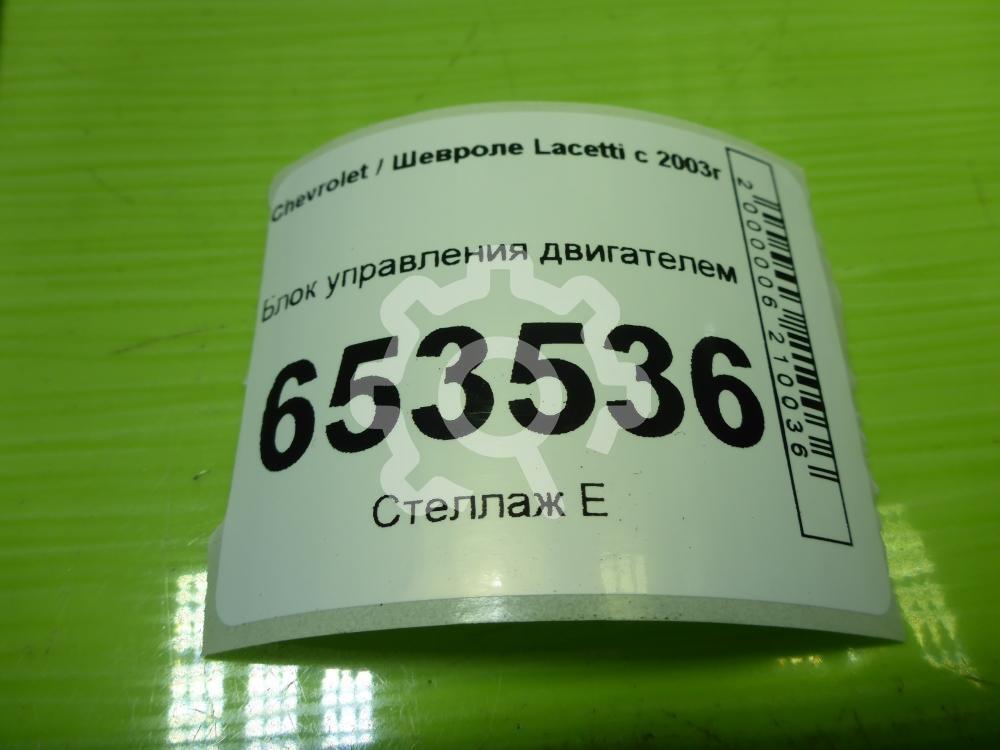 Chevrolet / Шевроле Lacetti с 2003г
Блок управления двигателем
653536
Стеллаж Е
2000006210036